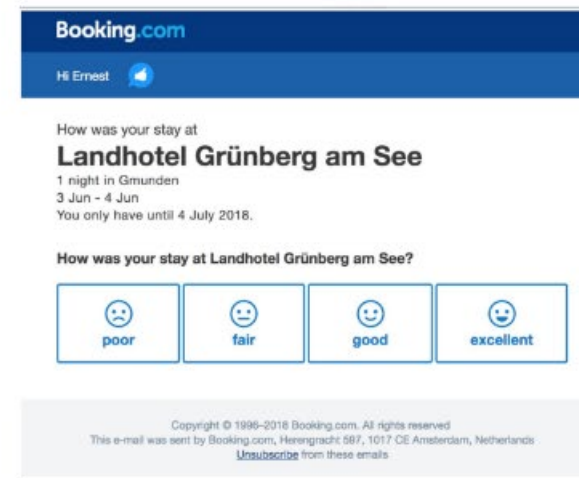 Booking.com
Hi Ernest
How was your stay at
Landhotel Grünberg am See
1 night in Gmunden
3 Jun - 4 Jun
You only have until 4 July 2018.
How was your stay at Landhotel Grünberg am See?
poor fair good excellent
Copyright © 1996–2018 Booking.com. All rights reserved
This e-mail was sent by Booking.com, Herengracht 597, 1017 CE Amsterdam, Netherlands
Unsubscribe from these emails